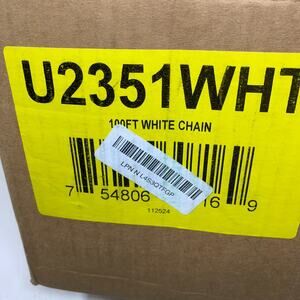 U2351WHT
100FT WHITE CHAIN
7 54806 16 9
112524